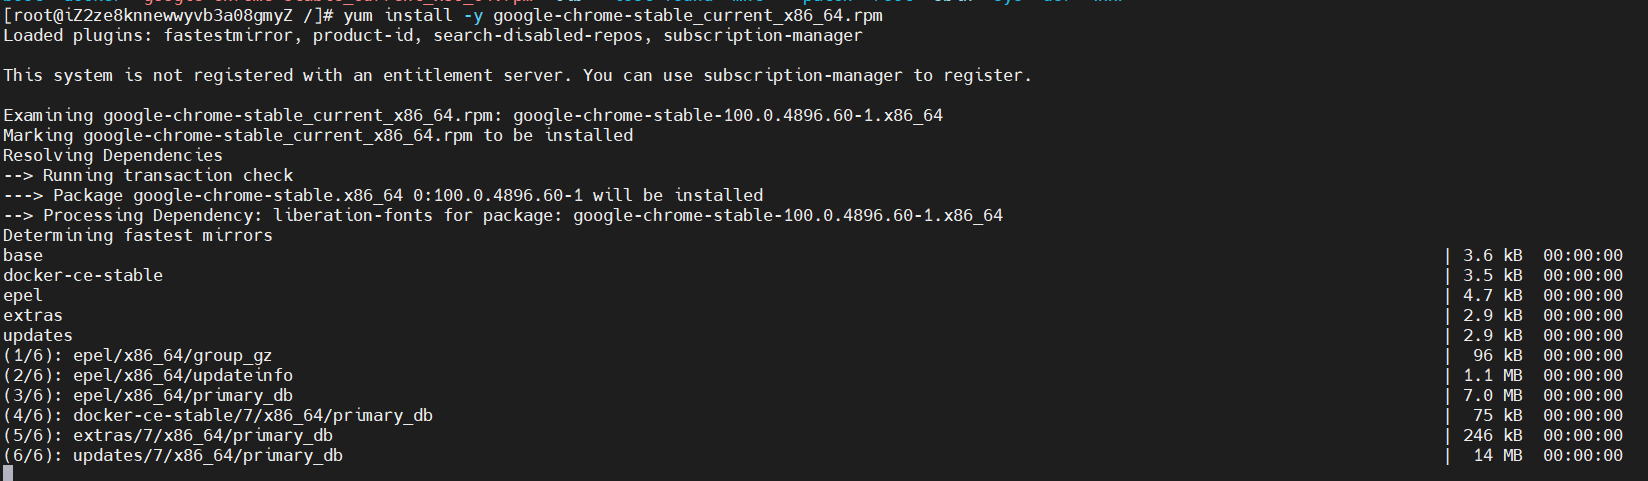 [root@iZ2ze8knnewwyvb3a08gmyZ /]# yum install -y google-chrome-stable_current_x86_64.rpm
Loaded plugins: fastestmirror, product-id, search-disabled-repos, subscription-manager
This system is not registered with an entitlement server. You can use subscription-manager to register.
Examining google-chrome-stable_current_x86_64.rpm: google-chrome-stable-100.0.4896.60-1.x86_64
Marking google-chrome-stable_current_x86_64.rpm to be installed
Resolving Dependencies
--> Running transaction check
---> Package google-chrome-stable.x86_64 0:100.0.4896.60-1 will be installed
--> Processing Dependency: liberation-fonts for package: google-chrome-stable-100.0.4896.60-1.x86_64
Determining fastest mirrors
base | 3.6 kB 00:00:00
docker-ce-stable | 3.5 kB 00:00:00
epel | 4.7 kB 00:00:00
extras | 2.9 kB 00:00:00
updates | 2.9 kB 00:00:00
(1/6): epel/x86_64/group_gz | 96 kB 00:00:00
(2/6): epel/x86_64/updateinfo | 1.1 MB 00:00:00
(3/6): epel/x86_64/primary_db | 7.0 MB 00:00:00
(4/6): docker-ce-stable/7/x86_64/primary_db | 75 kB 00:00:00
(5/6): extras/7/x86_64/primary_db | 246 kB 00:00:00
(6/6): updates/7/x86_64/primary_db | 14 MB 00:00:00